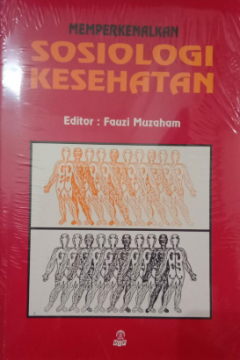 MEMPERKENALKAN
SOSIOLOGI
KESEHATAN
Editor : Fauzi Muzaham